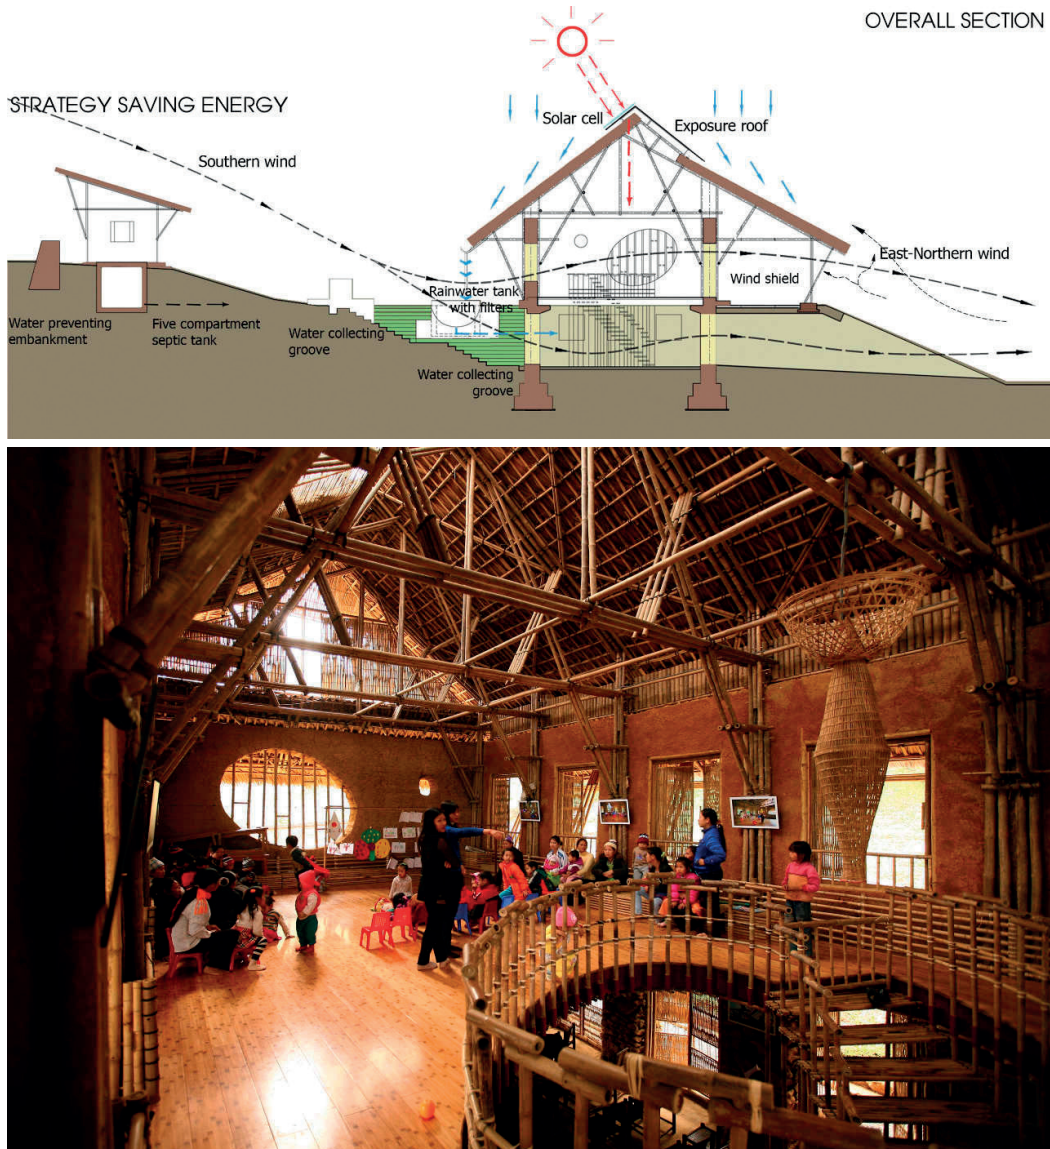 OVERALL SECTION
STRATEGY SAVING ENERGY
Solar cell
Exposure roof
Southern wind
East-Northern wind
Wind shield
Rainwater tank
with filters
Water preventing
embankment
Five compartment
septic tank
Water collecting
groove
Water collecting
groove